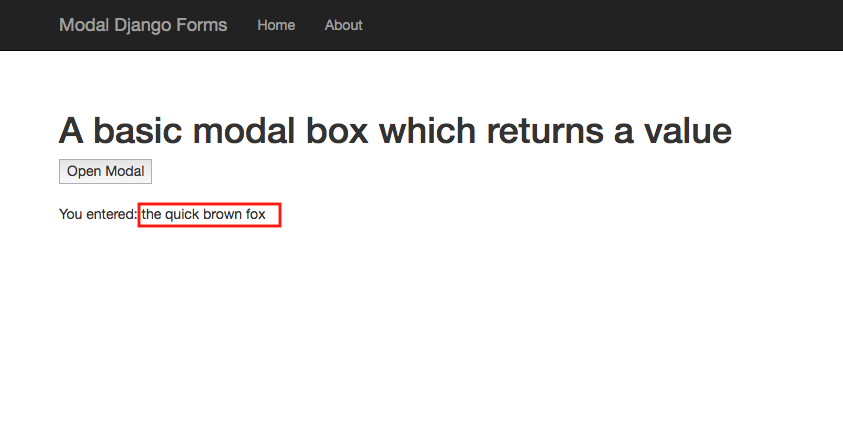 Modal Django Forms Home About
A basic modal box which returns a value
Open Modal
You entered: the quick brown fox